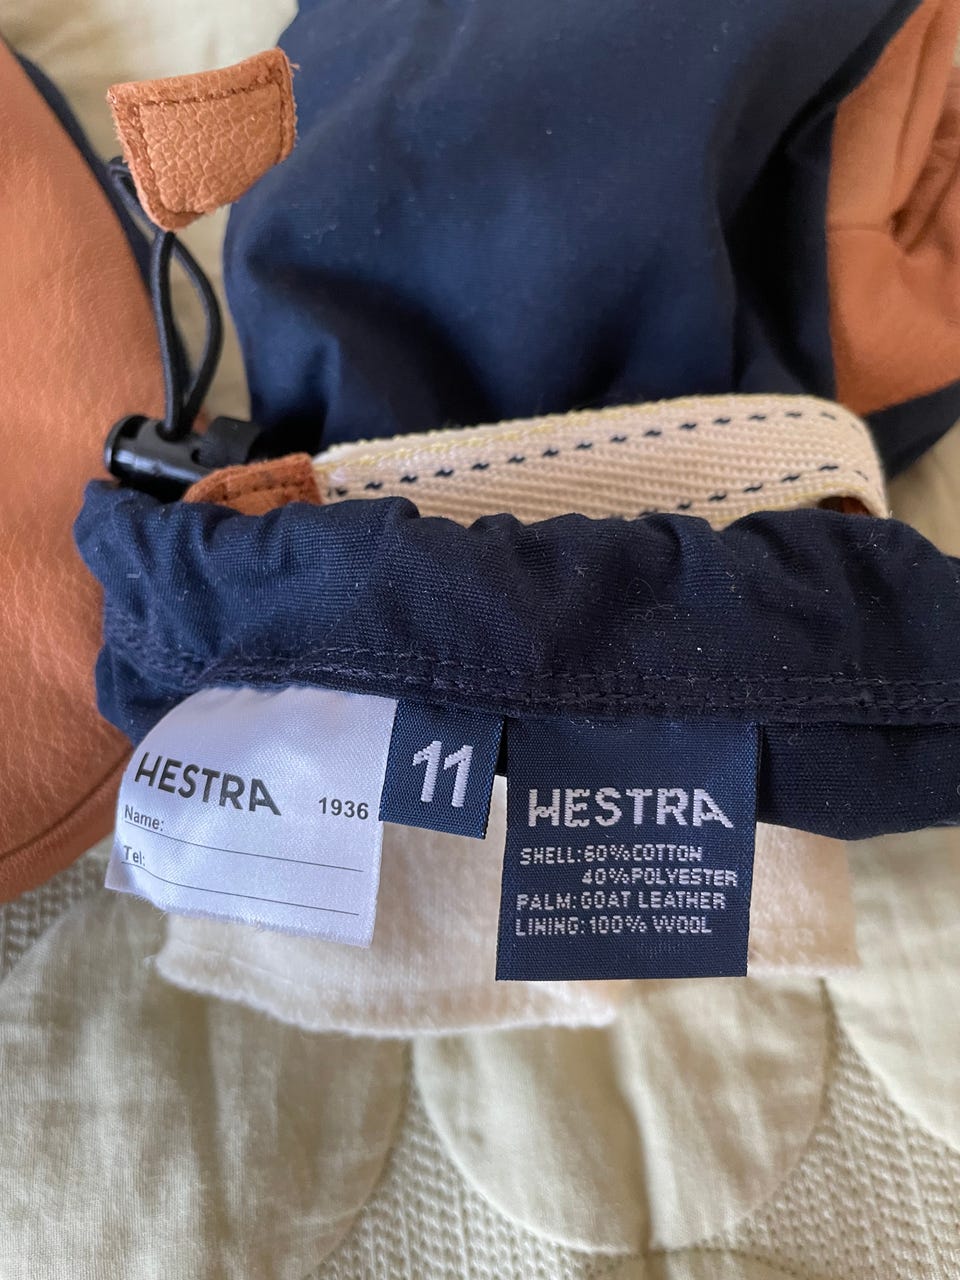 HESTRA
1936
Name:
Tel:
11
HESTRA
SHELL: 60% COTTON
40% POLYESTER
PALM: GOAT LEATHER
LINING: 100% WOOL